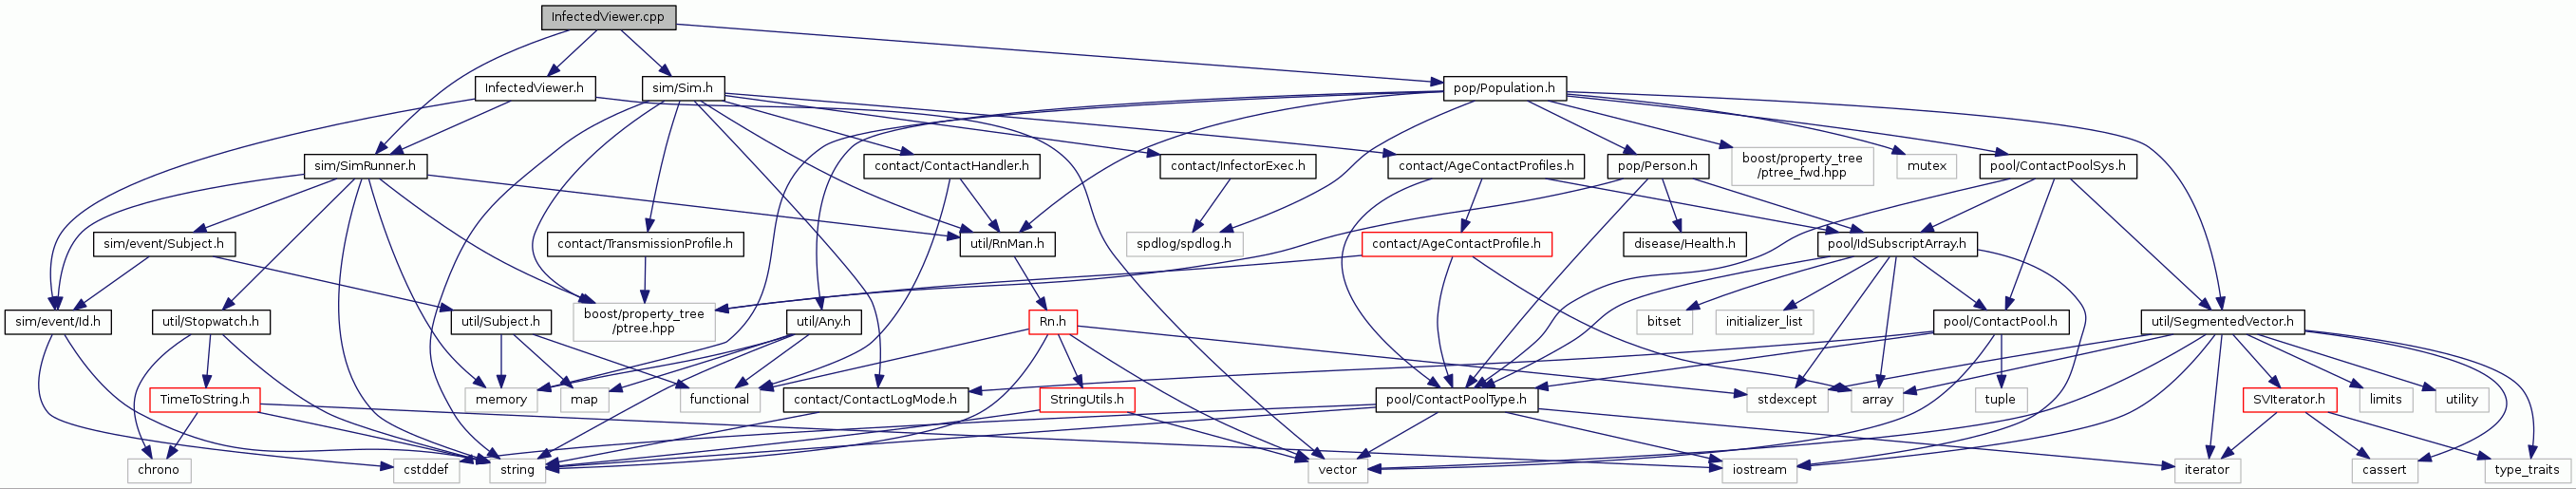 InfectedViewer.cpp
InfectedViewer.h
sim/Sim.h
pop/Population.h
sim/SimRunner.h
contact/ContactHandler.h
contact/InfectorExec.h
contact/AgeContactProfiles.h
pop/Person.h
boost/property_tree
/ptree_fwd.hpp
mutex
pool/ContactPoolSys.h
sim/event/Subject.h
contact/TransmissionProfile.h
util/RnMan.h
spdlog/spdlog.h
contact/AgeContactProfile.h
disease/Health.h
pool/IdSubscriptArray.h
sim/event/Id.h
util/Stopwatch.h
util/Subject.h
boost/property_tree
/ptree.hpp
util/Any.h
Rn.h
bitset
initializer_list
pool/ContactPool.h
util/SegmentedVector.h
TimeToString.h
memory
map
functional
contact/ContactLogMode.h
StringUtils.h
pool/ContactPoolType.h
stdexcept
array
tuple
SVIterator.h
limits
utility
chrono
cstddef
string
vector
iostream
iterator
cassert
type_traits